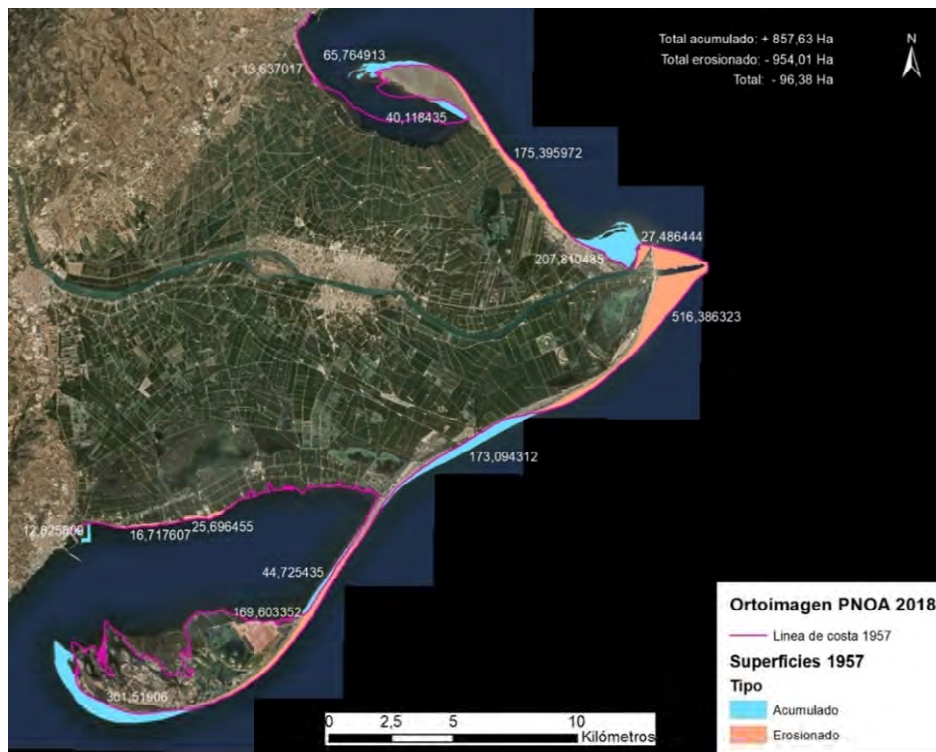 Total acumulado: + 857,63 Ha
Total erosionado: - 954,01 Ha
Total: - 96,38 Ha
N
65,764913
13,637017
40,118435
175,395972
27,486444
207,810485
516,386323
173,094312
12,625809
16,717607
25,696455
44,725435
169,603352
301,51906
Ortoimagen PNOA 2018
Linea de costa 1957
Superficies 1957
Tipo
Acumulado
Erosionado
0 2,5 5 10
Kilómetros